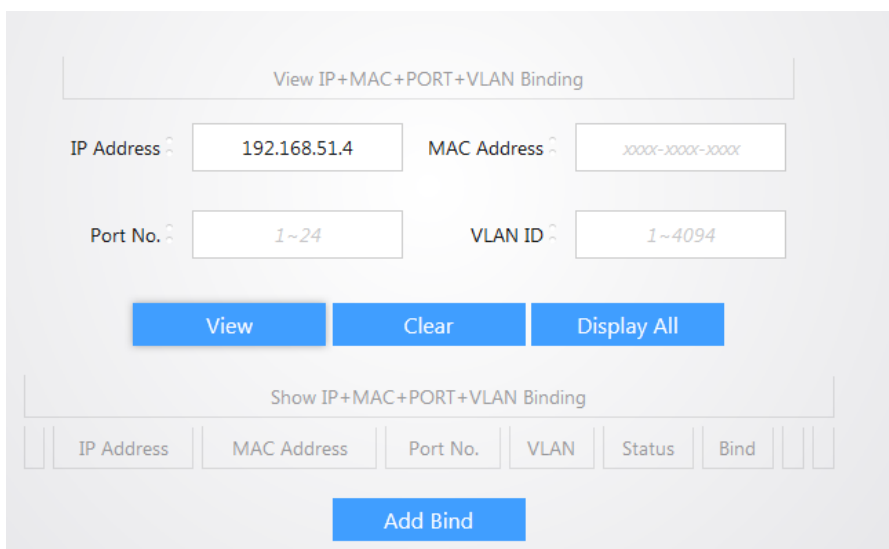 View IP+MAC+PORT+VLAN Binding
IP Address 192.168.51.4 MAC Address xxxx-xxxx-xxxx
Port No. 1~24 VLAN ID 1~4094
View Clear Display All
Show IP+MAC+PORT+VLAN Binding
IP Address MAC Address Port No. VLAN Status Bind
Add Bind